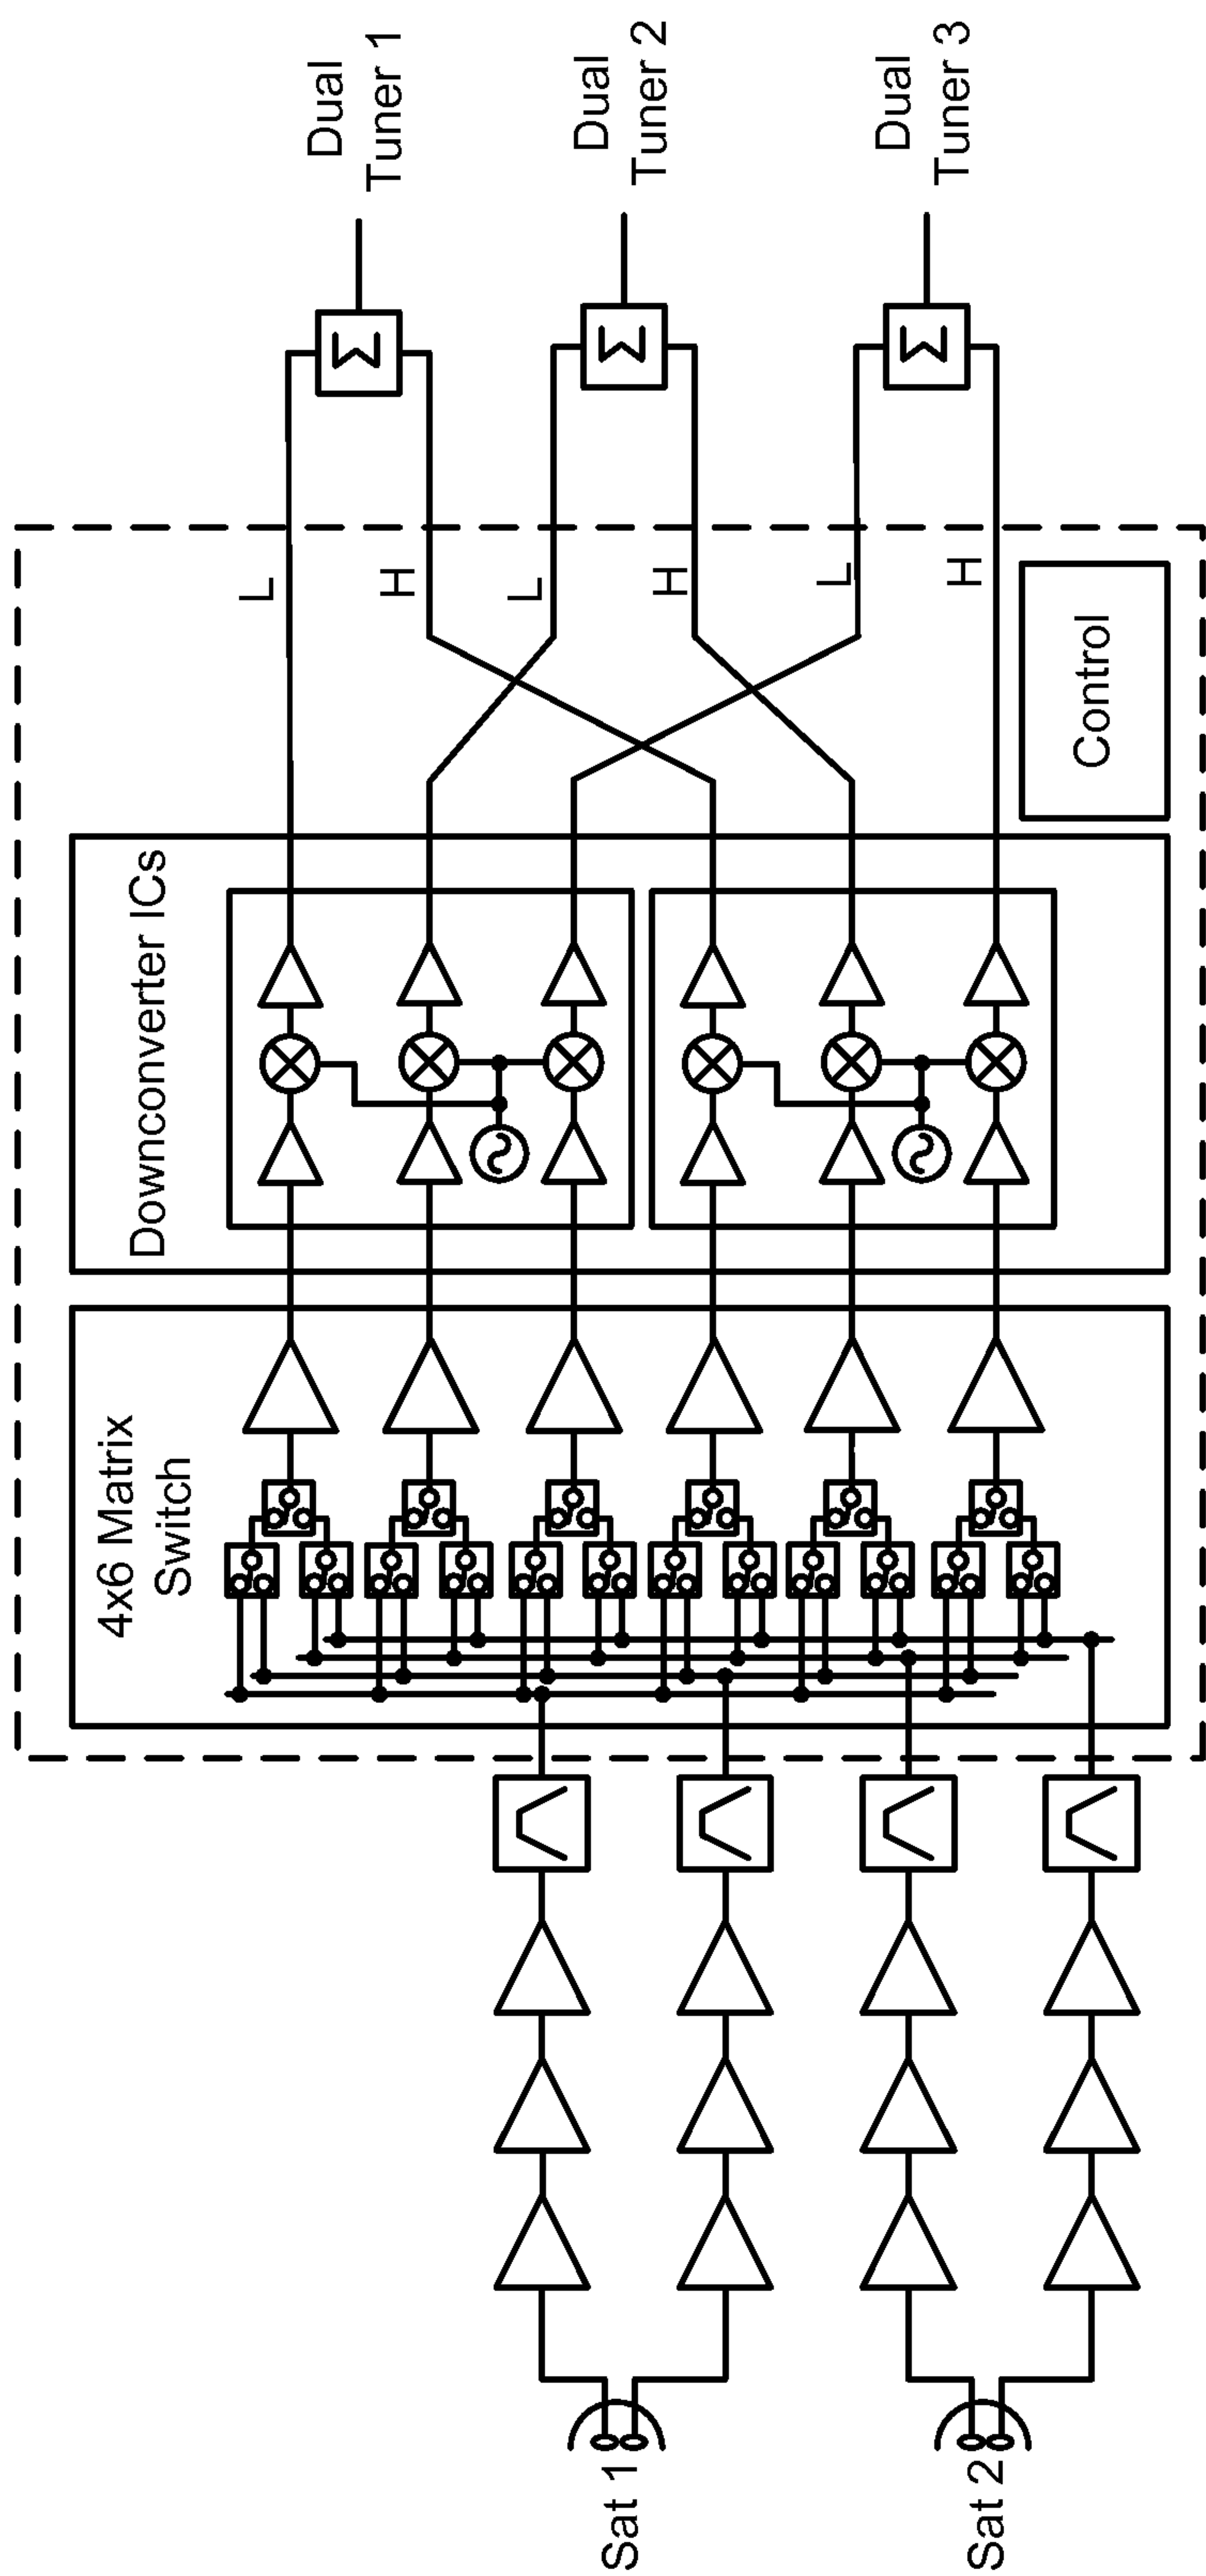 Sat 1
Sat 2
4x6 Matrix
Switch
Downconverter ICs
Control
L
H
L
H
L
H
Σ
Σ
Σ
Dual
Tuner 1
Dual
Tuner 2
Dual
Tuner 3